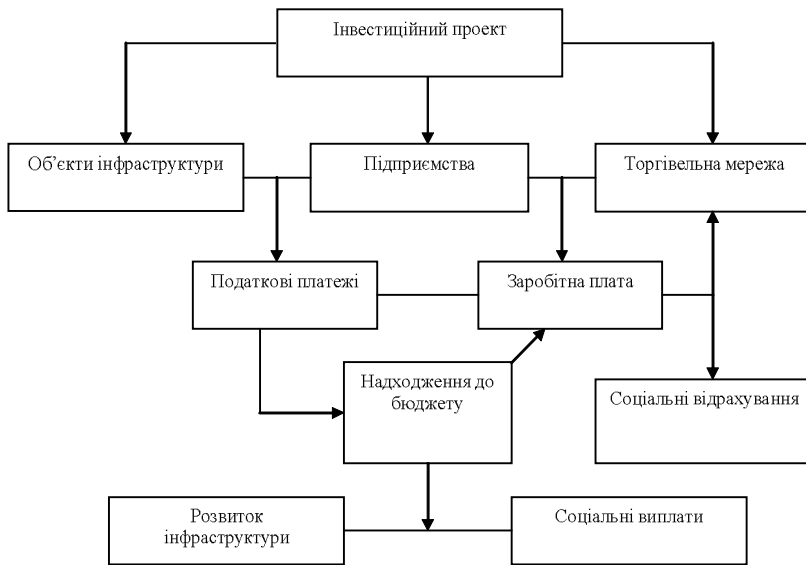 Інвестиційний проект
Об’єкти інфраструктури
Підприємства
Торгівельна мережа
Податкові платежі
Заробітна плата
Надходження до
бюджету
Соціальні відрахування
Розвиток
інфраструктури
Соціальні виплати